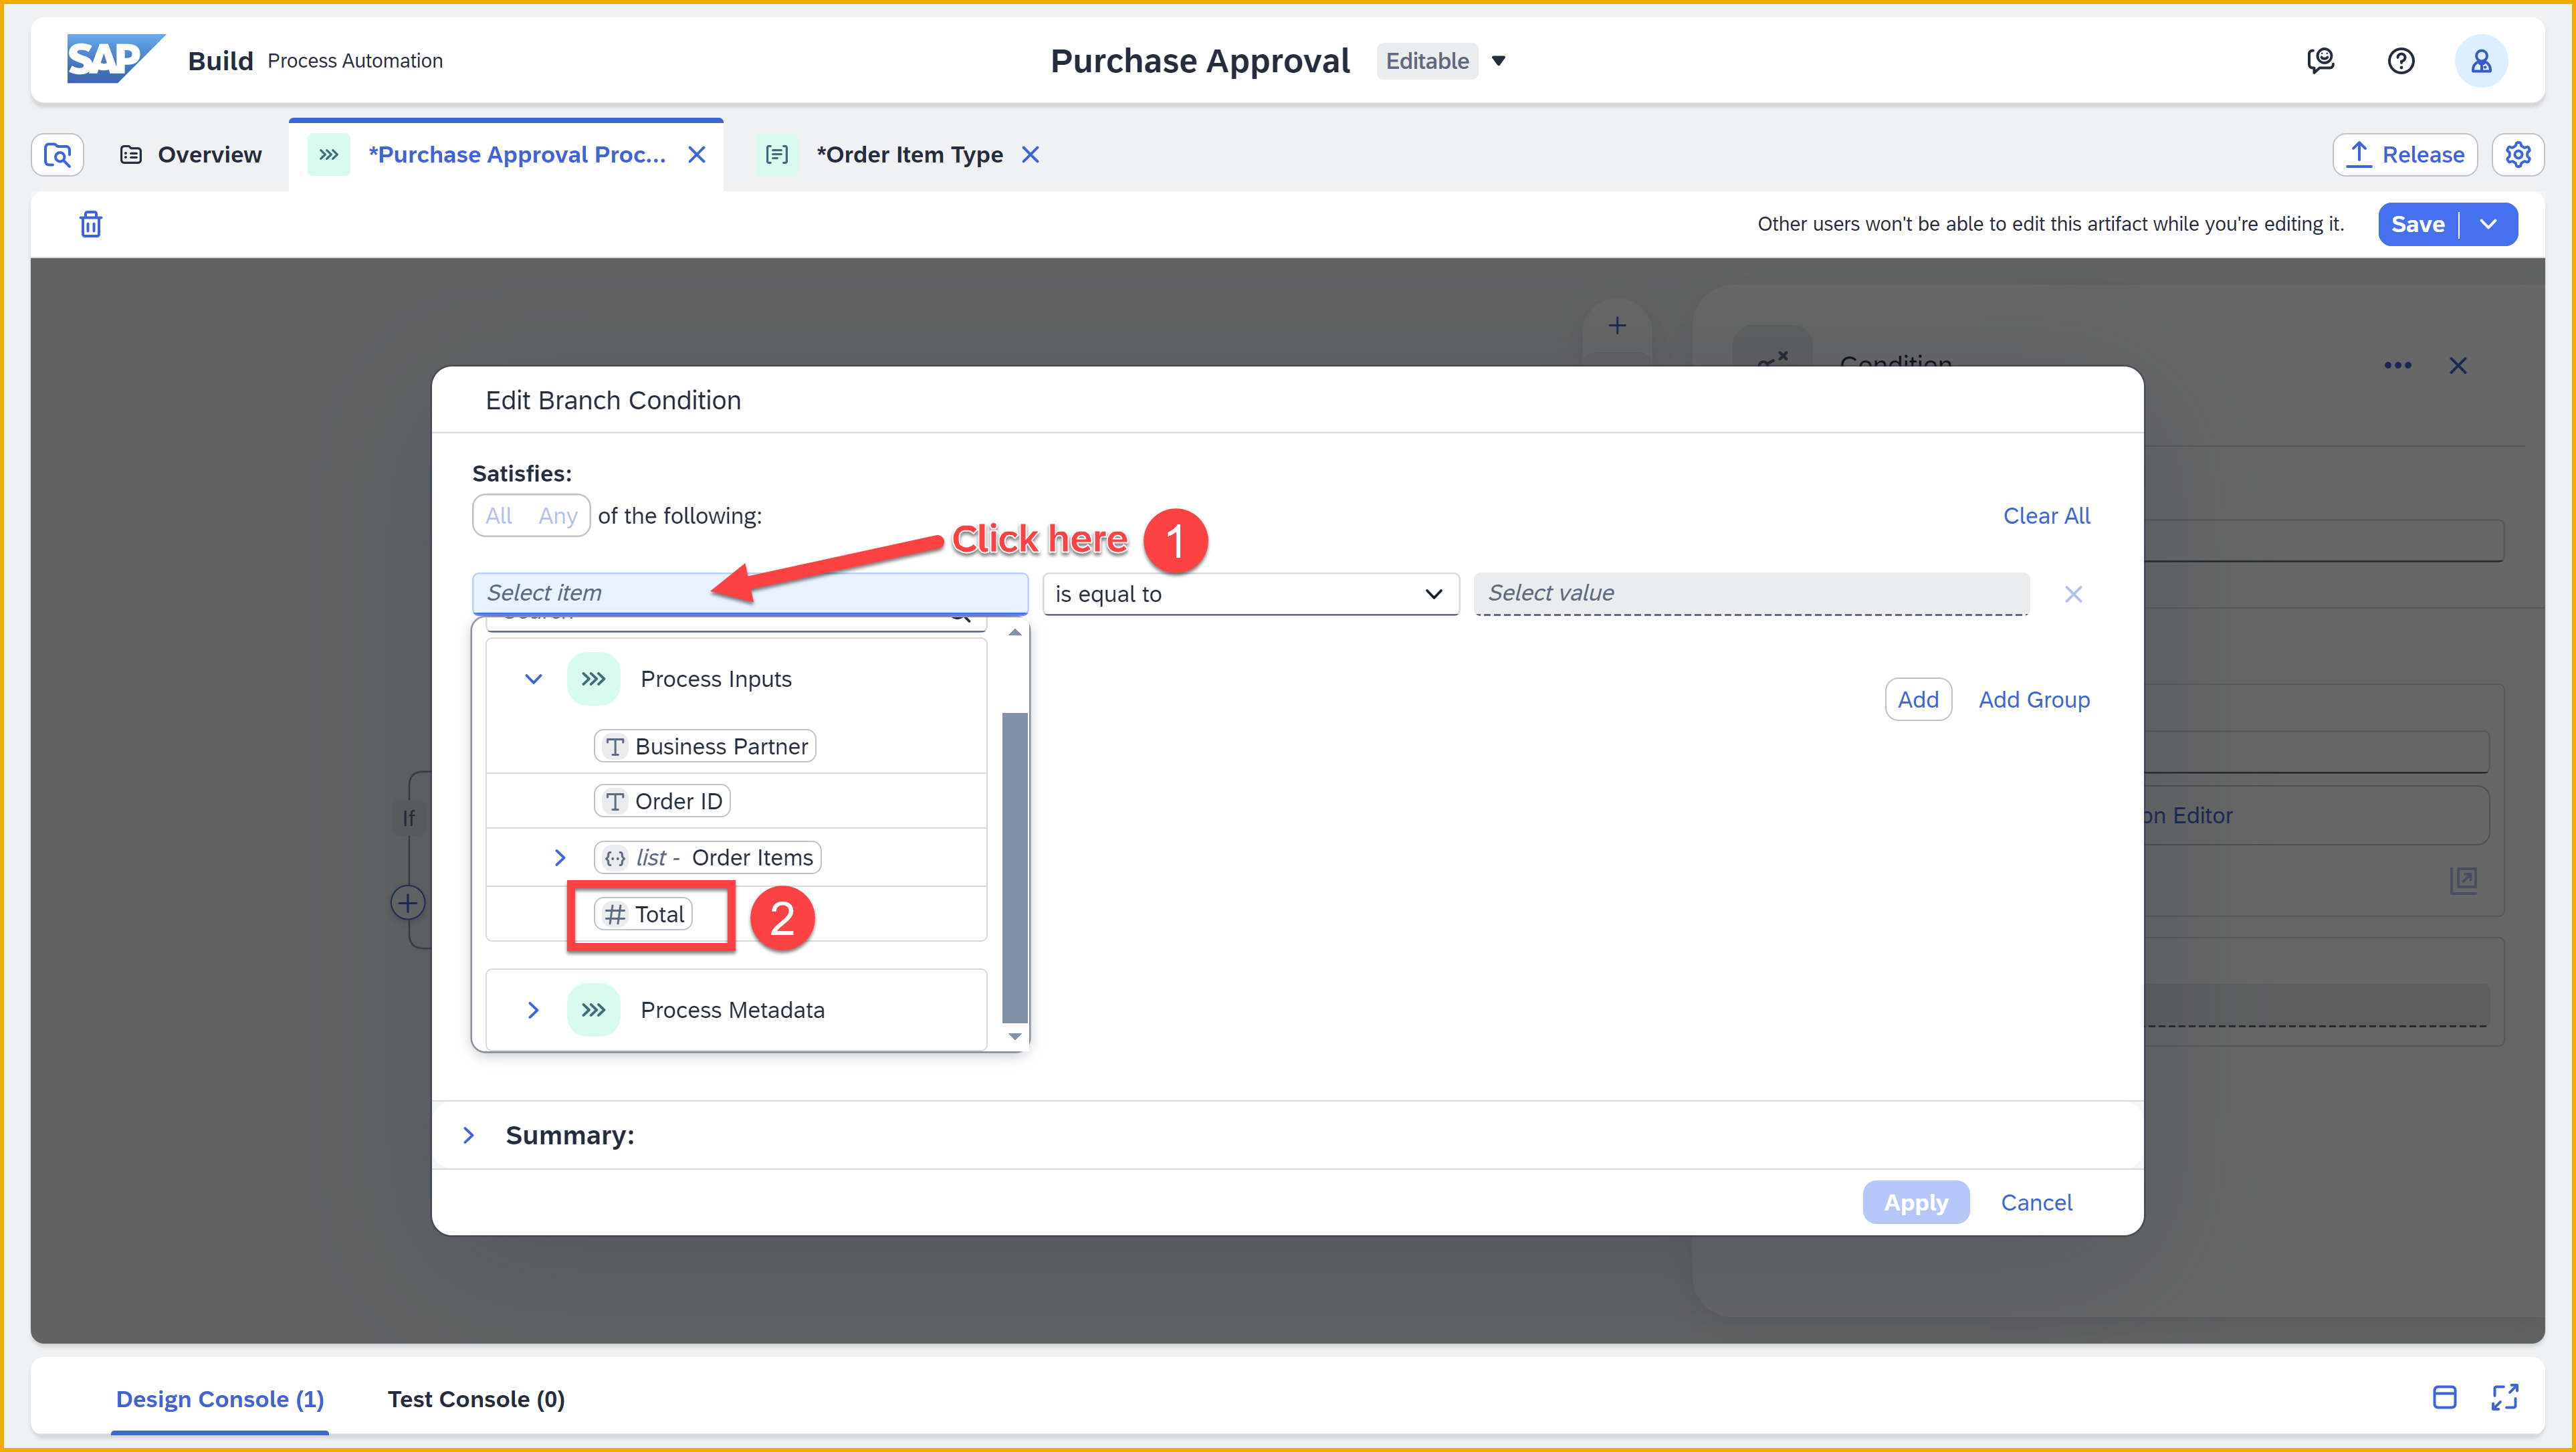 SAP Build Process Automation
Purchase Approval Editable
Overview
*Purchase Approval Proc...
*Order Item Type
Release
Other users won't be able to edit this artifact while you're editing it.
Save
Condition
Edit Branch Condition
Satisfies:
All Any of the following:
Clear All
Click here 1
Select item
is equal to
Select value
Search
Process Inputs
Add
Add Group
T Business Partner
T Order ID
list - Order Items
# Total
2
Process Metadata
If
on Editor
Summary:
Apply
Cancel
Design Console (1)
Test Console (0)